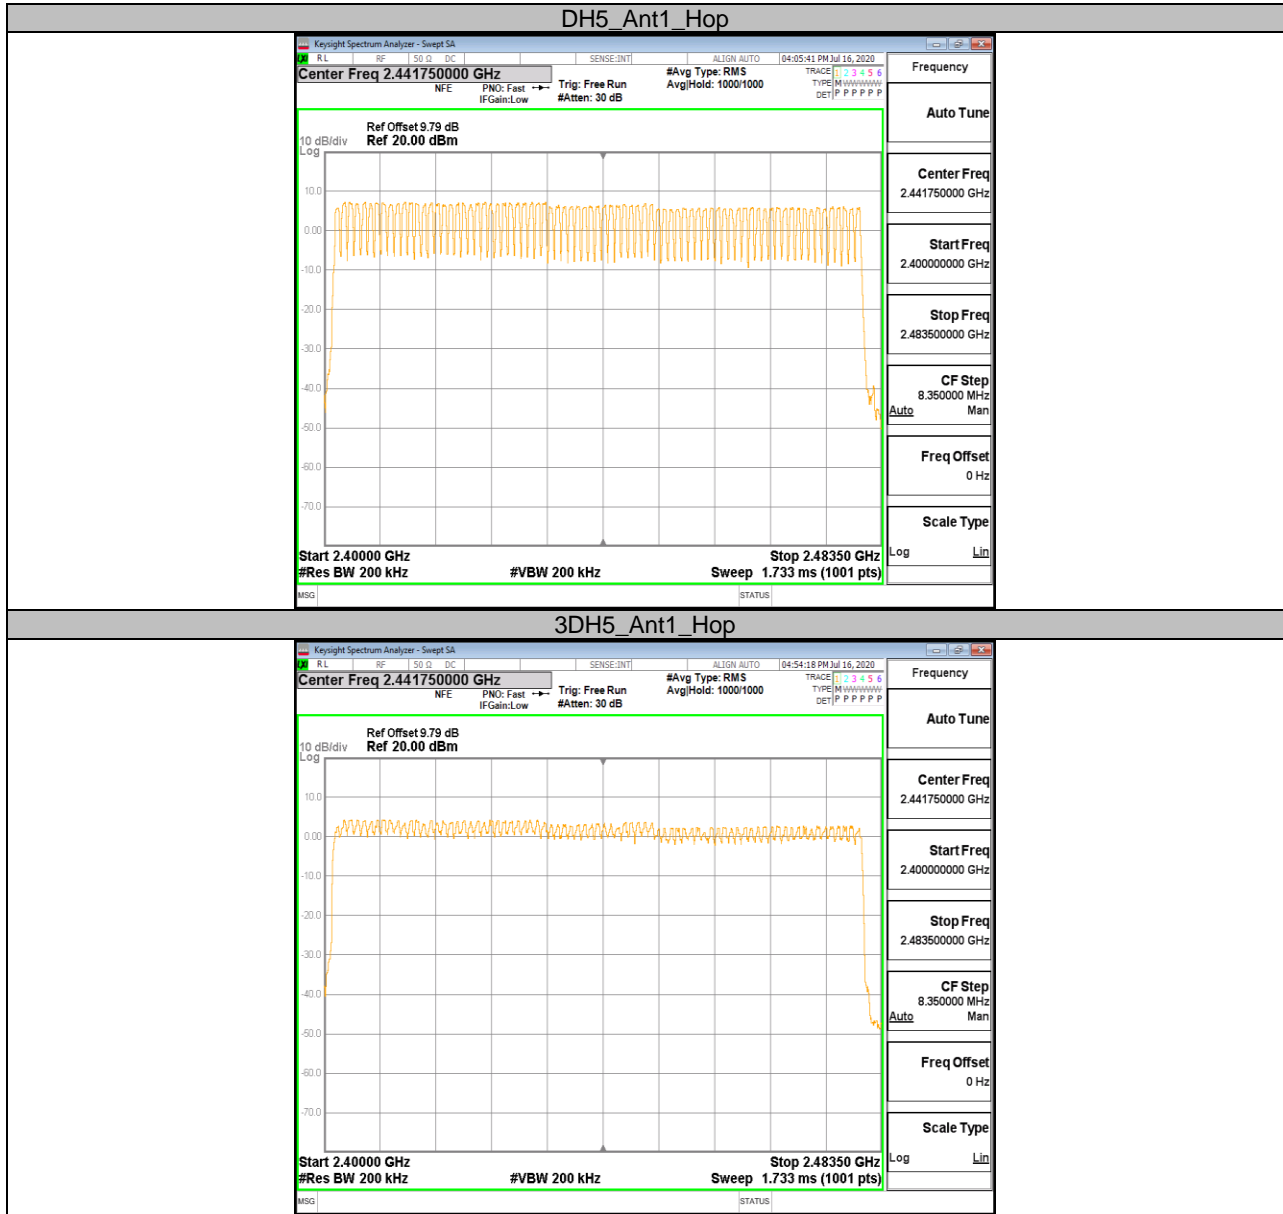 DH5_Ant1_Hop
Keysight Spectrum Analyzer - Swept SA
LXI RL RF 50 Ω DC SENSE:INT ALIGN AUTO 04:05:41 PM Jul 16, 2020
Center Freq 2.441750000 GHz
NFE PNO: Fast Trig: Free Run
IFGain:Low #Atten: 30 dB
#Avg Type: RMS
Avg|Hold: 1000/1000
TRACE 1 2 3 4 5 6
TYPE M WWWWW
DET P P P P P P
Ref Offset 9.79 dB
10 dB/div Ref 20.00 dBm
Log
10.0
0.00
-10.0
-20.0
-30.0
-40.0
-50.0
-60.0
-70.0
Start 2.40000 GHz Stop 2.48350 GHz
#Res BW 200 kHz #VBW 200 kHz Sweep 1.733 ms (1001 pts)
MSG STATUS
Frequency
Auto Tune
Center Freq
2.441750000 GHz
Start Freq
2.400000000 GHz
Stop Freq
2.483500000 GHz
CF Step
8.350000 MHz
Auto Man
Freq Offset
0 Hz
Scale Type
Log Lin
3DH5_Ant1_Hop
Keysight Spectrum Analyzer - Swept SA
LXI RL RF 50 Ω DC SENSE:INT ALIGN AUTO 04:54:18 PM Jul 16, 2020
Center Freq 2.441750000 GHz
NFE PNO: Fast Trig: Free Run
IFGain:Low #Atten: 30 dB
#Avg Type: RMS
Avg|Hold: 1000/1000
TRACE 1 2 3 4 5 6
TYPE M WWWWW
DET P P P P P P
Ref Offset 9.79 dB
10 dB/div Ref 20.00 dBm
Log
10.0
0.00
-10.0
-20.0
-30.0
-40.0
-50.0
-60.0
-70.0
Start 2.40000 GHz Stop 2.48350 GHz
#Res BW 200 kHz #VBW 200 kHz Sweep 1.733 ms (1001 pts)
MSG STATUS
Frequency
Auto Tune
Center Freq
2.441750000 GHz
Start Freq
2.400000000 GHz
Stop Freq
2.483500000 GHz
CF Step
8.350000 MHz
Auto Man
Freq Offset
0 Hz
Scale Type
Log Lin